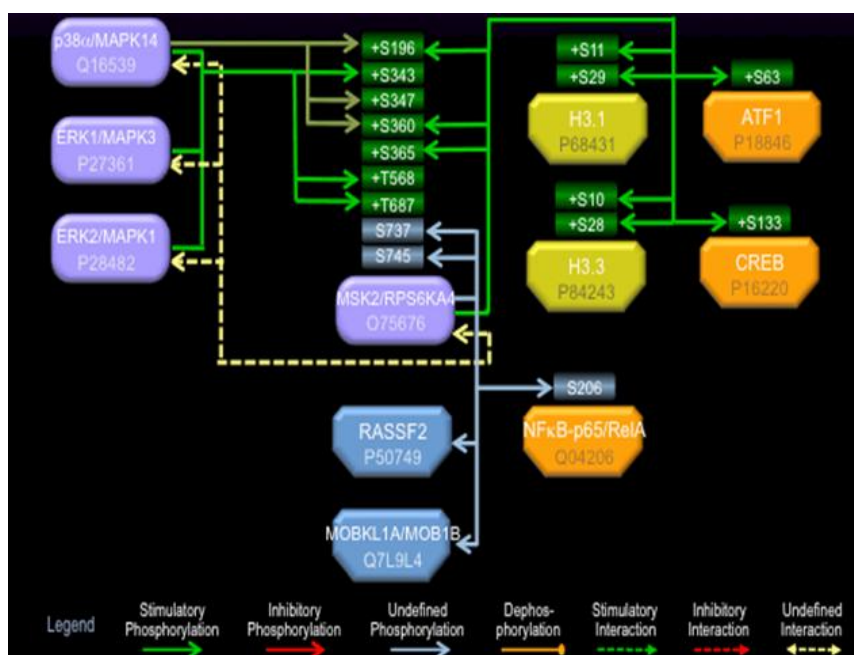 p38α/MAPK14
Q16539
ERK1/MAPK3
P27361
ERK2/MAPK1
P28482
+S196
+S343
+S347
+S360
+S365
+T568
+T687
S737
S745
MSK2/RPS6KA4
O75676
+S11
+S29
H3.1
P68431
+S63
ATF1
P18846
+S10
+S28
H3.3
P84243
+S133
CREB
P16220
S206
NFκB-p65/RelA
Q04206
RASSF2
P50749
MOBKL1A/MOB1B
Q7L9L4
Legend
Stimulatory
Phosphorylation
Inhibitory
Phosphorylation
Undefined
Phosphorylation
Dephos-
phorylation
Stimulatory
Interaction
Inhibitory
Interaction
Undefined
Interaction